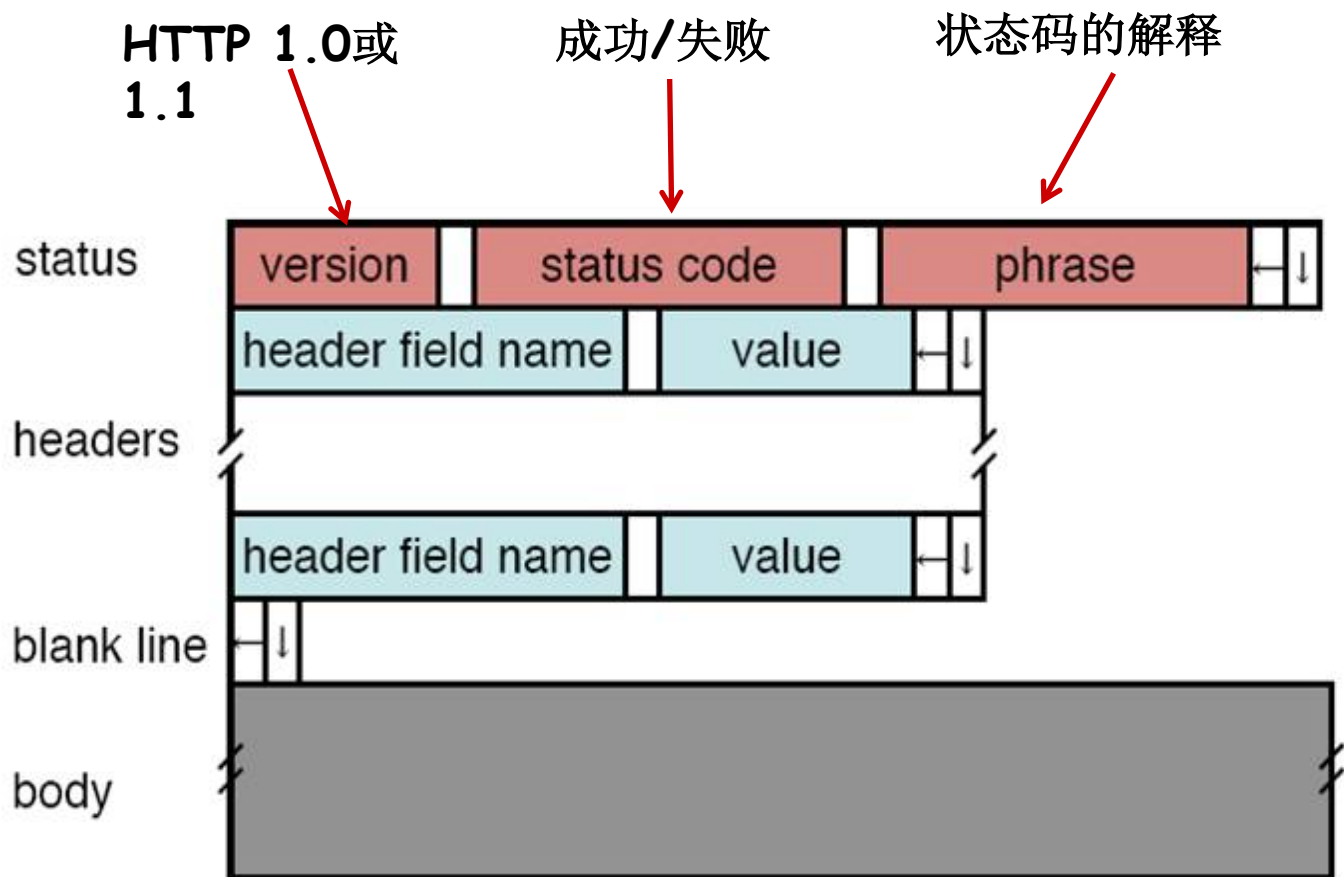 HTTP 1.0或
1.1
成功/失败
状态码的解释
status
version
status code
phrase
←
↓
header field name
value
←
↓
headers
header field name
value
←
↓
blank line
←
↓
body